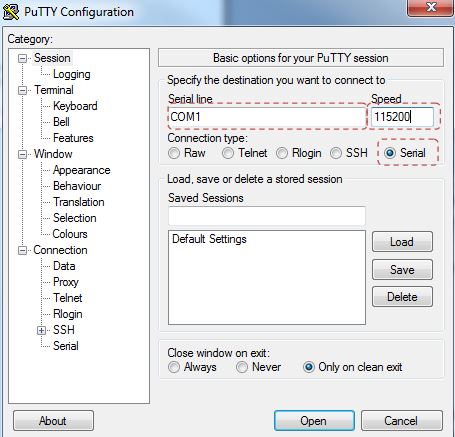 PuTTY Configuration
Category:
Session
Logging
Terminal
Keyboard
Bell
Features
Window
Appearance
Behaviour
Translation
Selection
Colours
Connection
Data
Proxy
Telnet
Rlogin
SSH
Serial
Basic options for your PuTTY session
Specify the destination you want to connect to
Serial line Speed
COM1 115200
Connection type:
Raw Telnet Rlogin SSH Serial
Load, save or delete a stored session
Saved Sessions
Default Settings
Load
Save
Delete
Close window on exit:
Always Never Only on clean exit
About Open Cancel